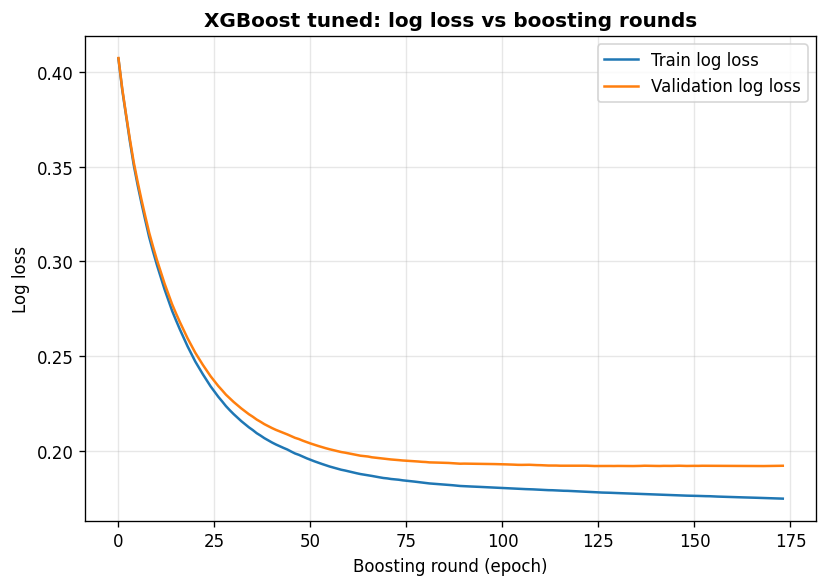 XGBoost tuned: log loss vs boosting rounds
Train log loss
Validation log loss
0.40
0.35
0.30
0.25
0.20
Log loss
0 25 50 75 100 125 150 175
Boosting round (epoch)